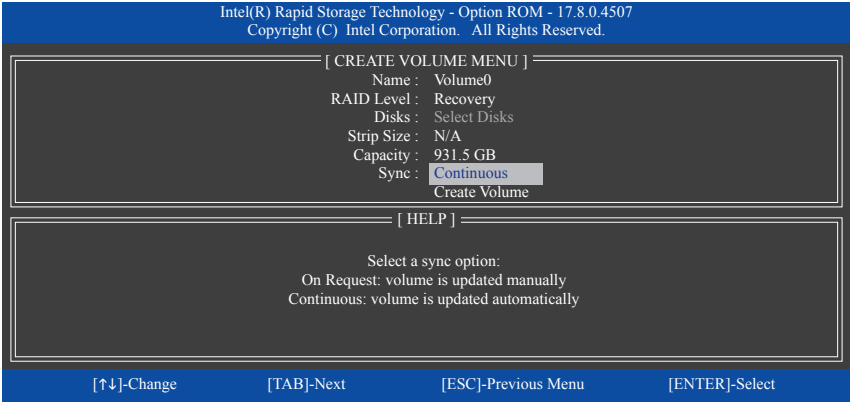 Intel(R) Rapid Storage Technology - Option ROM - 17.8.0.4507
Copyright (C) Intel Corporation. All Rights Reserved.
[ CREATE VOLUME MENU ]
Name : Volume0
RAID Level : Recovery
Disks : Select Disks
Strip Size : N/A
Capacity : 931.5 GB
Sync : Continuous
Create Volume
[ HELP ]
Select a sync option:
On Request: volume is updated manually
Continuous: volume is updated automatically
[↑↓]-Change [TAB]-Next [ESC]-Previous Menu [ENTER]-Select